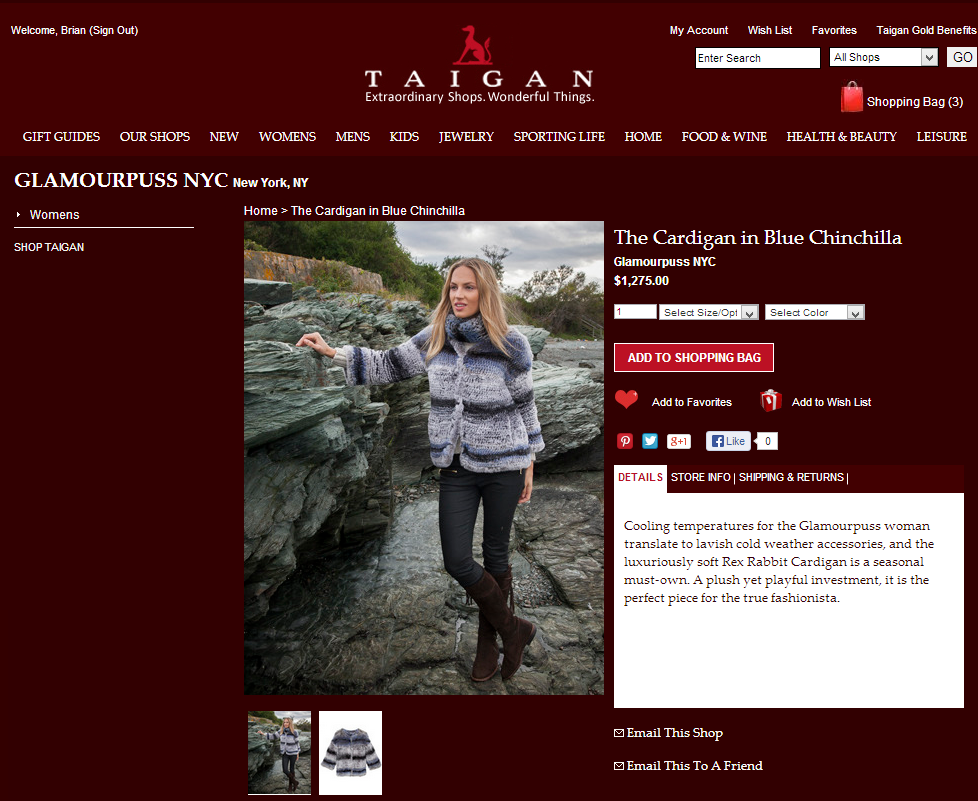 Welcome, Brian (Sign Out)
My Account Wish List Favorites Taigan Gold Benefits
Enter Search All Shops GO
TAIGAN
Extraordinary Shops. Wonderful Things.
Shopping Bag (3)
GIFT GUIDES OUR SHOPS NEW WOMENS MENS KIDS JEWELRY SPORTING LIFE HOME FOOD & WINE HEALTH & BEAUTY LEISURE
GLAMOURPUSS NYC New York, NY
Womens
SHOP TAIGAN
Home > The Cardigan in Blue Chinchilla
The Cardigan in Blue Chinchilla
Glamourpuss NYC
$1,275.00
1 Select Size/Opt Select Color
ADD TO SHOPPING BAG
Add to Favorites Add to Wish List
g+1 Like 0
DETAILS STORE INFO | SHIPPING & RETURNS |
Cooling temperatures for the Glamourpuss woman
translate to lavish cold weather accessories, and the
luxuriously soft Rex Rabbit Cardigan is a seasonal
must-own. A plush yet playful investment, it is the
perfect piece for the true fashionista.
Email This Shop
Email This To A Friend